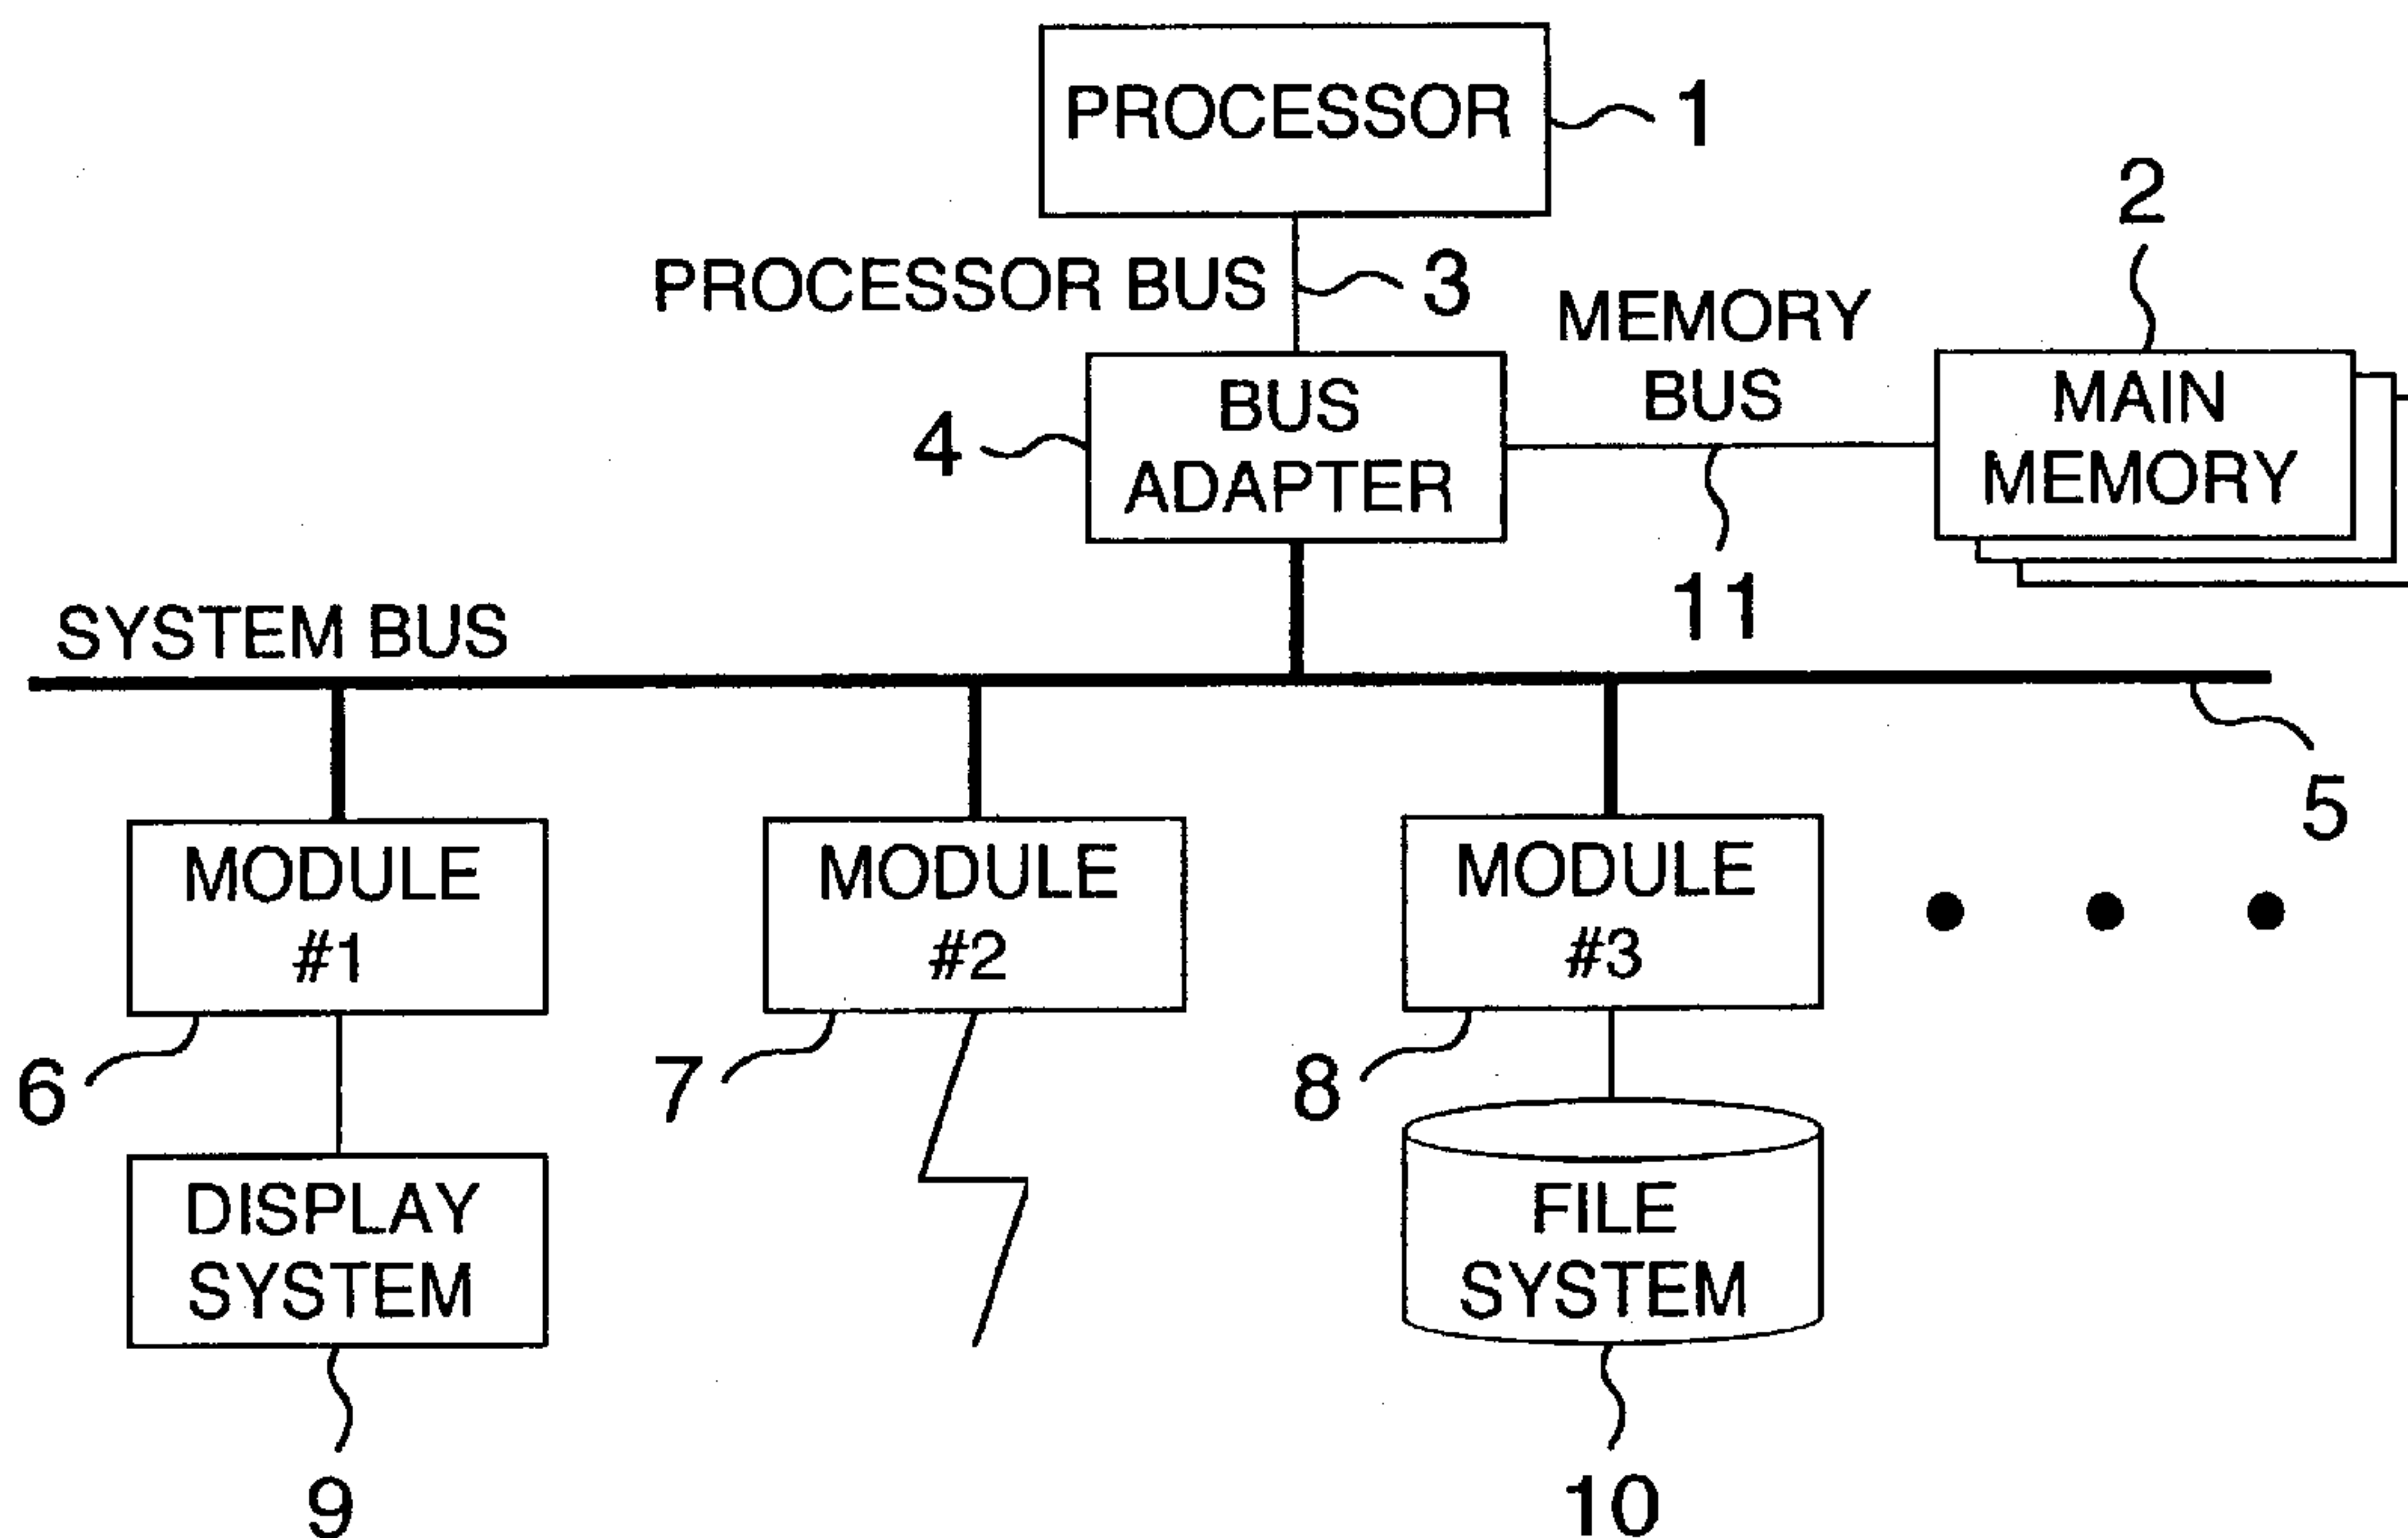 PROCESSOR
1
2
PROCESSOR BUS
3
MEMORY
BUS
4
BUS
ADAPTER
MAIN
MEMORY
11
SYSTEM BUS
5
MODULE
#1
MODULE
#2
MODULE
#3
6
7
8
DISPLAY
SYSTEM
FILE
SYSTEM
9
10